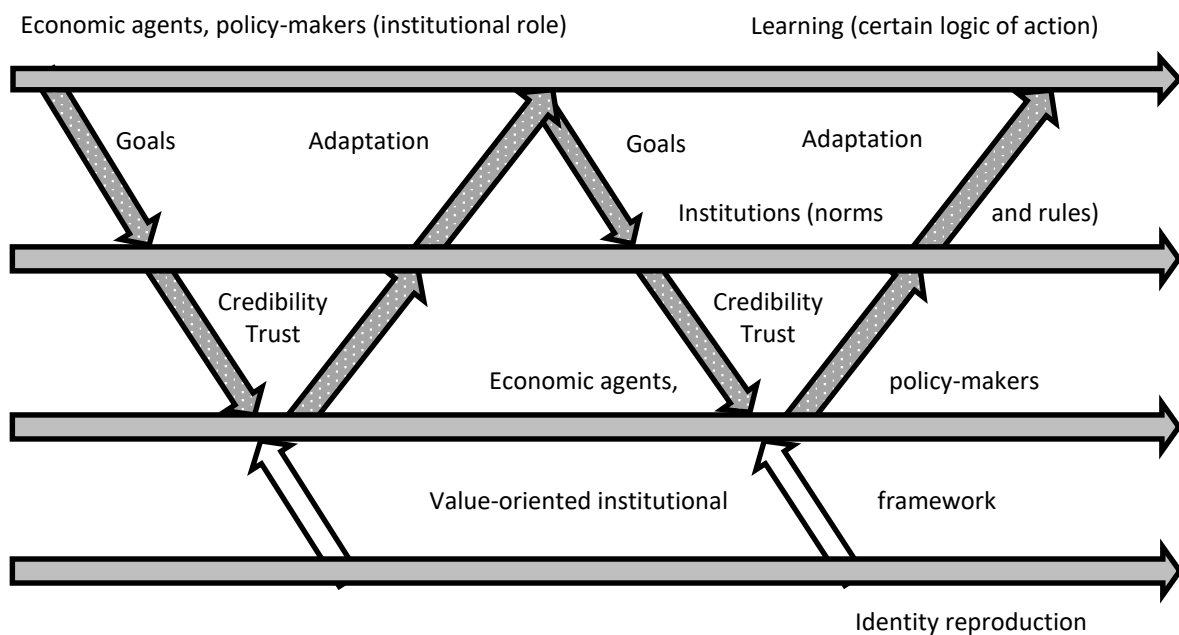 Economic agents, policy-makers (institutional role) Learning (certain logic of action)
Goals Adaptation Goals Adaptation
Institutions (norms and rules)
Credibility Credibility
Trust Trust
Economic agents, policy-makers
Value-oriented institutional framework
Identity reproduction